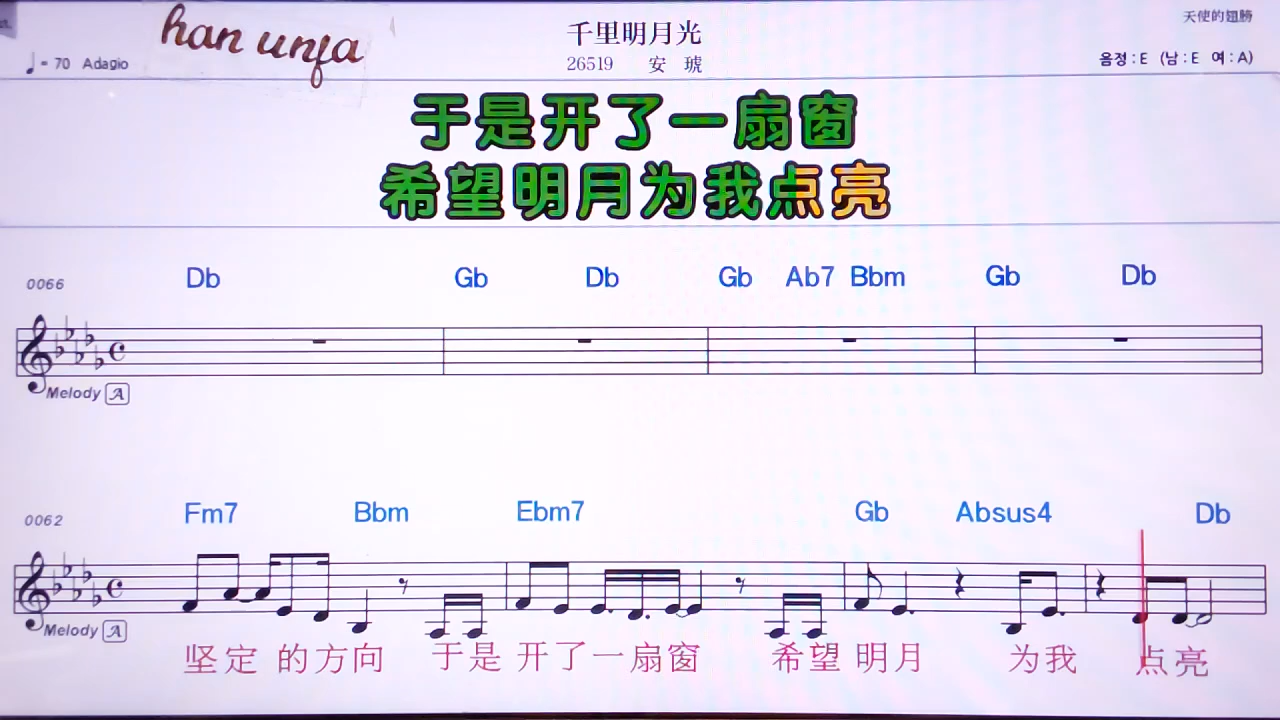 han unfa
千里明月光
天使的翅膀
♩= 70 Adagio
26519 安 琥
음정 : E (남 : E 여 : A)
于是开了一扇窗
希望明月为我点亮
0066
Db Gb Db Gb Ab7 Bbm Gb Db
Melody A
0062
Fm7 Bbm Ebm7 Gb Absus4 Db
Melody A
坚定 的方向 于是 开了一扇窗 希望 明月 为我 点亮